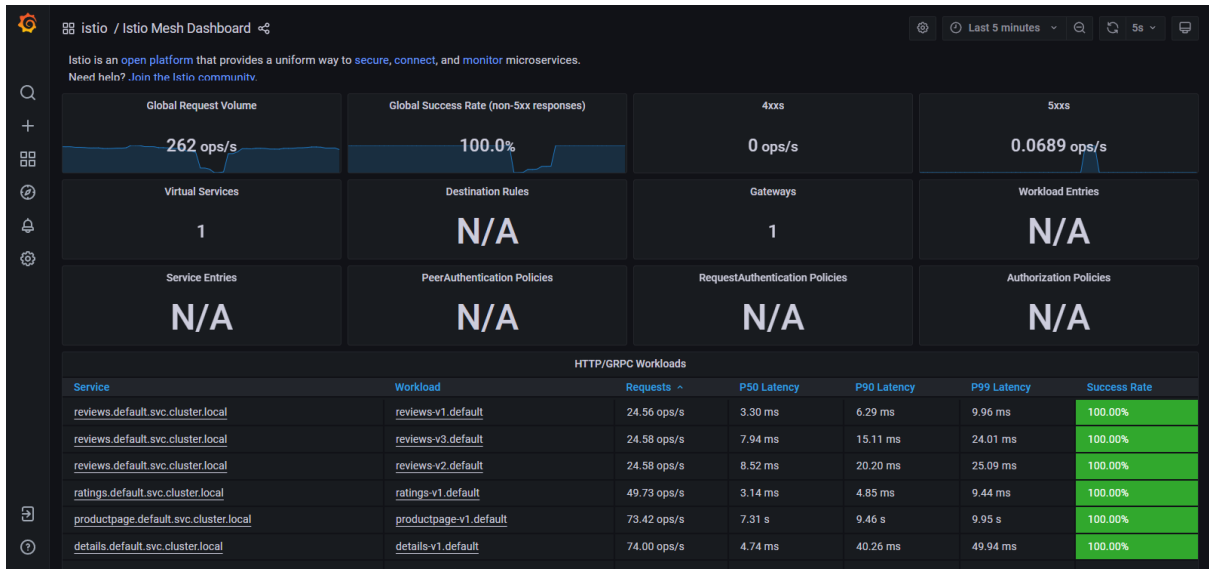 istio / Istio Mesh Dashboard
Last 5 minutes
5s
Istio is an open platform that provides a uniform way to secure, connect, and monitor microservices.
Need help? Join the Istio community.
Global Request Volume
262 ops/s
Global Success Rate (non-5xx responses)
100.0%
4xxs
0 ops/s
5xxs
0.0689 ops/s
Virtual Services
1
Destination Rules
N/A
Gateways
1
Workload Entries
N/A
Service Entries
N/A
PeerAuthentication Policies
N/A
RequestAuthentication Policies
N/A
Authorization Policies
N/A
HTTP/GRPC Workloads
Service Workload Requests P50 Latency P90 Latency P99 Latency Success Rate
reviews.default.svc.cluster.local reviews-v1.default 24.56 ops/s 3.30 ms 6.29 ms 9.96 ms 100.00%
reviews.default.svc.cluster.local reviews-v3.default 24.58 ops/s 7.94 ms 15.11 ms 24.01 ms 100.00%
reviews.default.svc.cluster.local reviews-v2.default 24.58 ops/s 8.52 ms 20.20 ms 25.09 ms 100.00%
ratings.default.svc.cluster.local ratings-v1.default 49.73 ops/s 3.14 ms 4.85 ms 9.44 ms 100.00%
productpage.default.svc.cluster.local productpage-v1.default 73.42 ops/s 7.31 s 9.46 s 9.95 s 100.00%
details.default.svc.cluster.local details-v1.default 74.00 ops/s 4.74 ms 40.26 ms 49.94 ms 100.00%